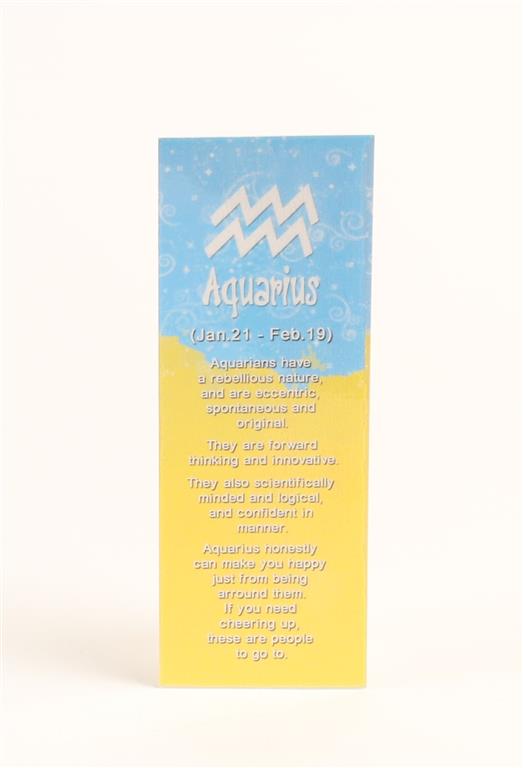 Aquarius
(Jan.21 - Feb.19)
Aquarians have
a rebellious nature,
and are eccentric,
spontaneous and
original.
They are forward
thinking and innovative.
They also scientifically
minded and logical,
and confident in
manner.
Aquarius honestly
can make you happy
just from being
arround them.
If you need
cheering up,
these are people
to go to.